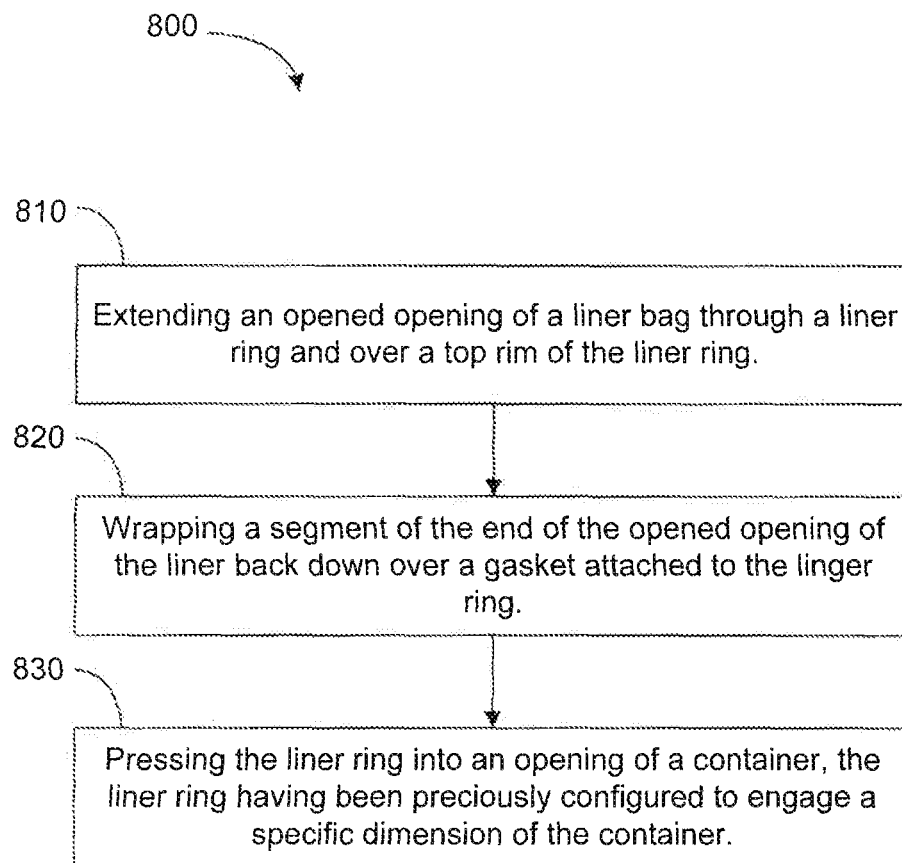 800
810
Extending an opened opening of a liner bag through a liner
ring and over a top rim of the liner ring.
820
Wrapping a segment of the end of the opened opening of
the liner back down over a gasket attached to the linger
ring.
830
Pressing the liner ring into an opening of a container, the
liner ring having been preciously configured to engage a
specific dimension of the container.